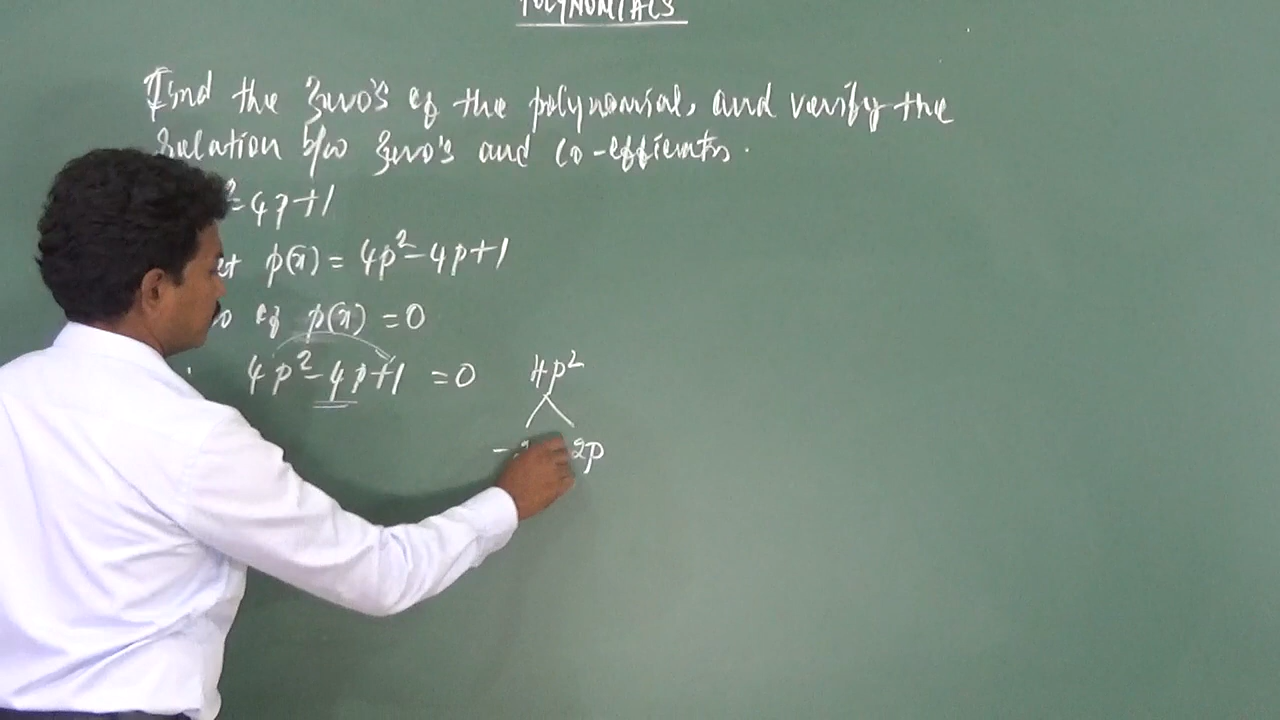 POLYNOMIALS
Find the Zero's of the polynomial, and verify the
Relation b/w Zero's and Co-efficients.
-4p+1
p(x) = 4p²-4p+1
of p(x) = 0
4p²-4p+1 = 0
4p²
- 2p